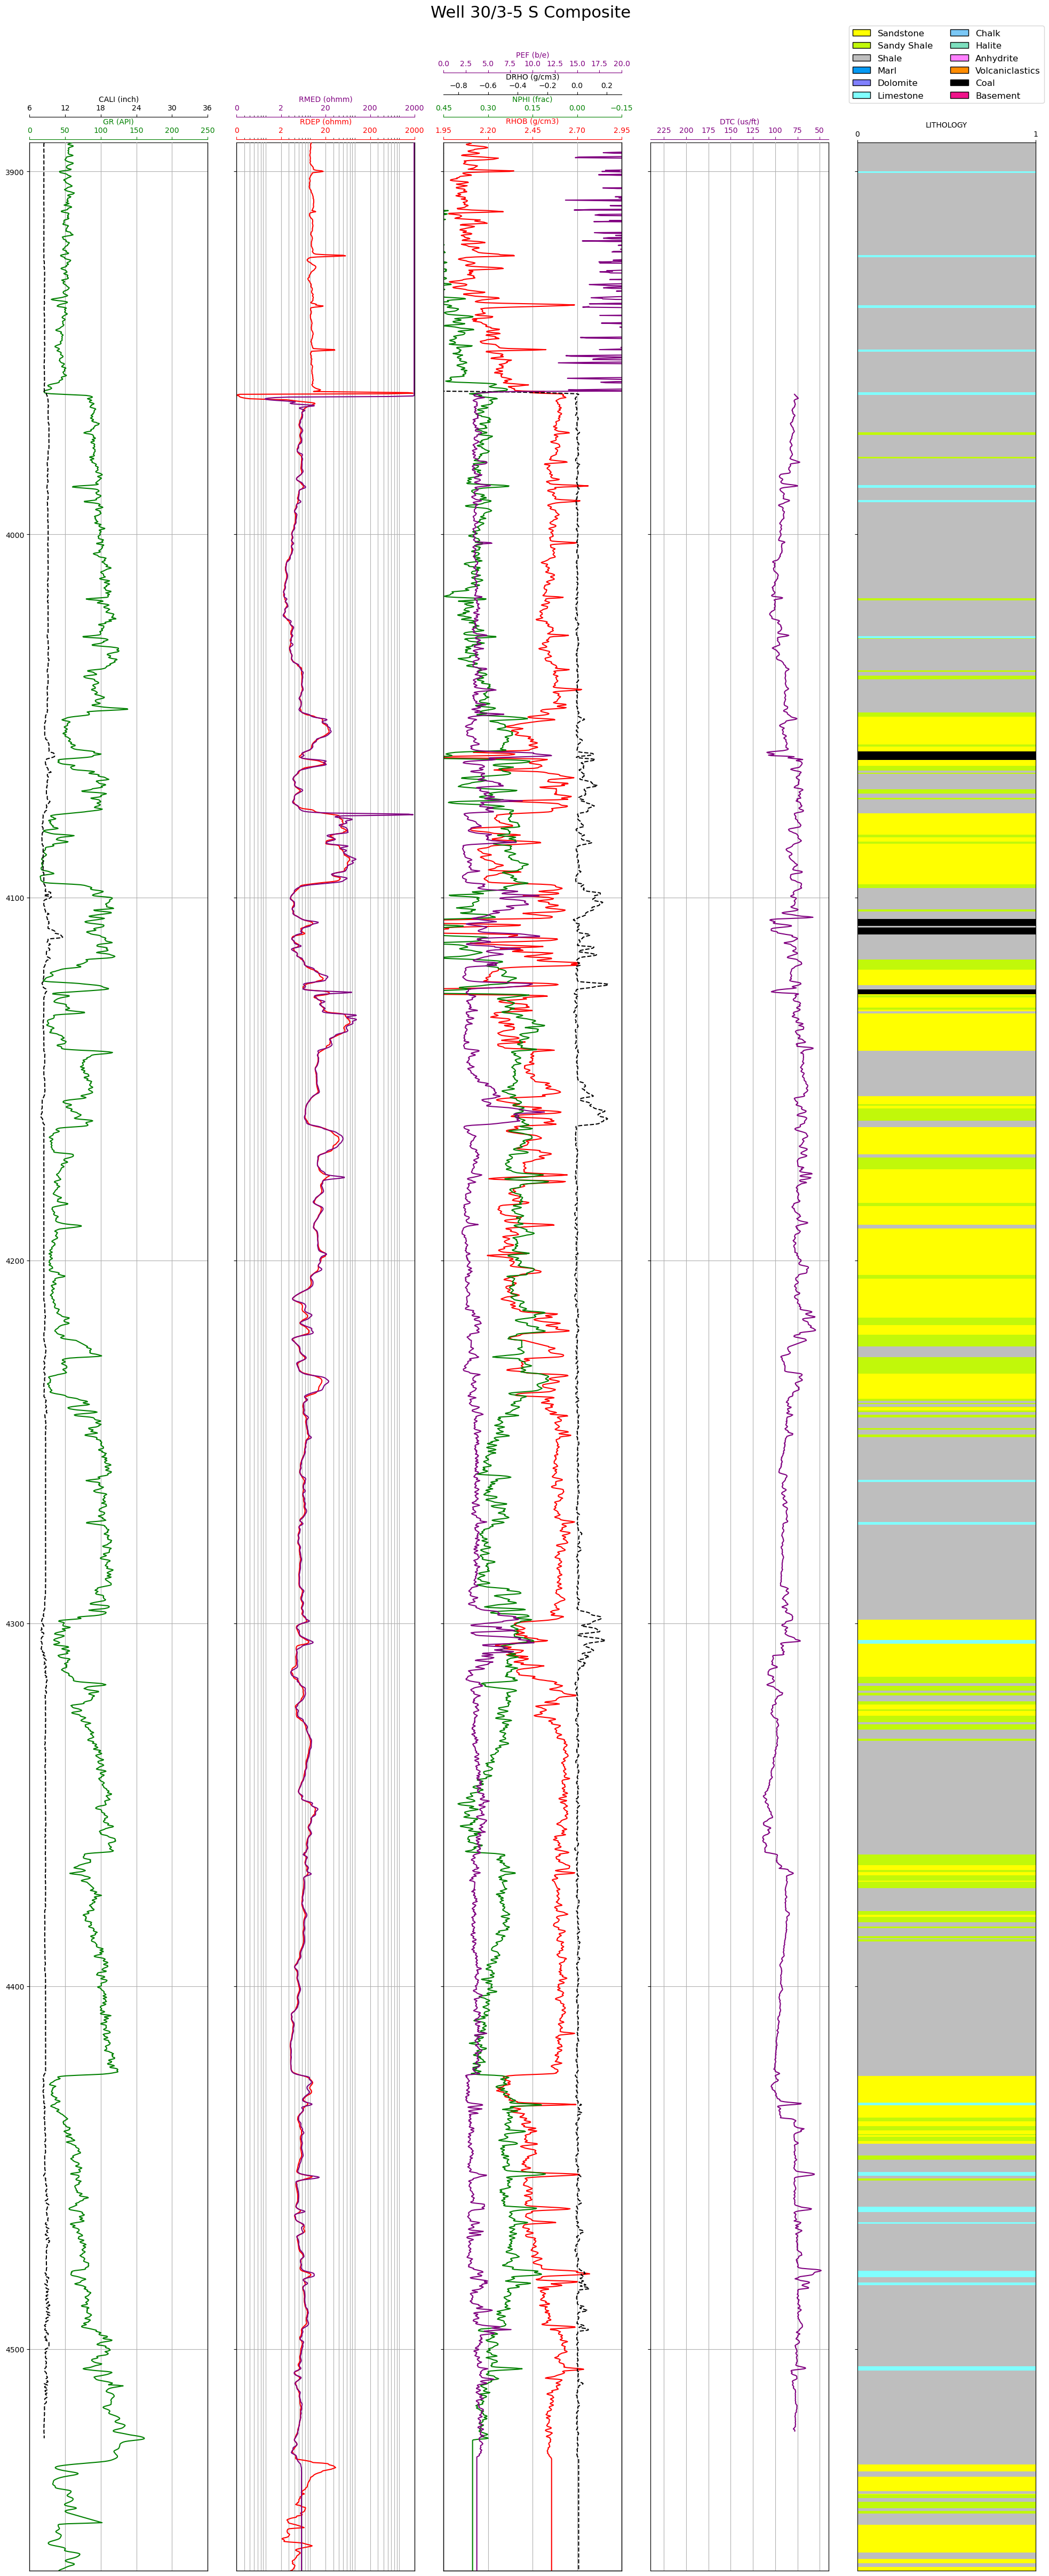 Well 30/3-5 S Composite
Sandstone
Sandy Shale
Shale
Marl
Dolomite
Limestone
Chalk
Halite
Anhydrite
Volcaniclastics
Coal
Basement
CALI (inch)
6 12 18 24 30 36
GR (API)
0 50 100 150 200 250
RMED (ohmm)
0 2 20 200 2000
RDEP (ohmm)
0 2 20 200 2000
PEF (b/e)
0.0 2.5 5.0 7.5 10.0 12.5 15.0 17.5 20.0
DRHO (g/cm3)
−0.8 −0.6 −0.4 −0.2 0.0 0.2
NPHI (frac)
0.45 0.30 0.15 0.00 −0.15
RHOB (g/cm3)
1.95 2.20 2.45 2.70 2.95
DTC (us/ft)
225 200 175 150 125 100 75 50
LITHOLOGY
0 1
3900
4000
4100
4200
4300
4400
4500